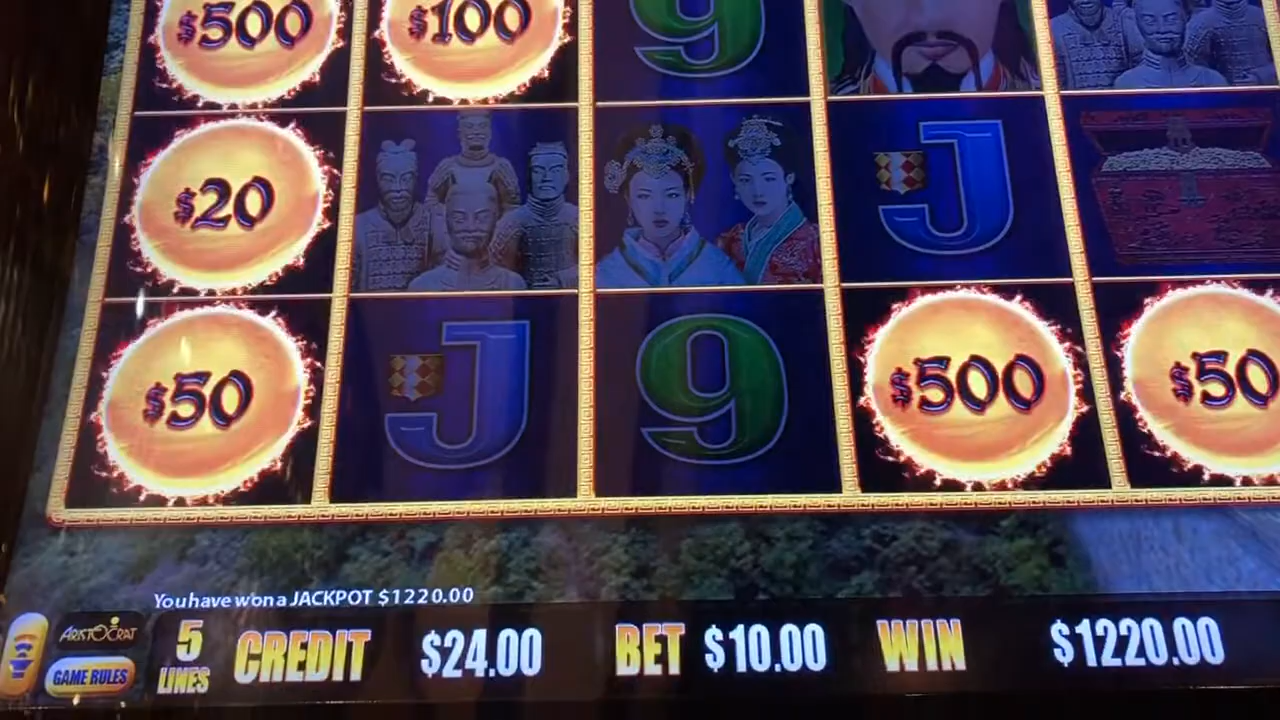 $500 $100 9
$20 J
$50 J 9 $500 $50
You have won a JACKPOT $1220.00
ARISTOCRAT
GAME RULES
5 LINES CREDIT $24.00 BET $10.00 WIN $1220.00